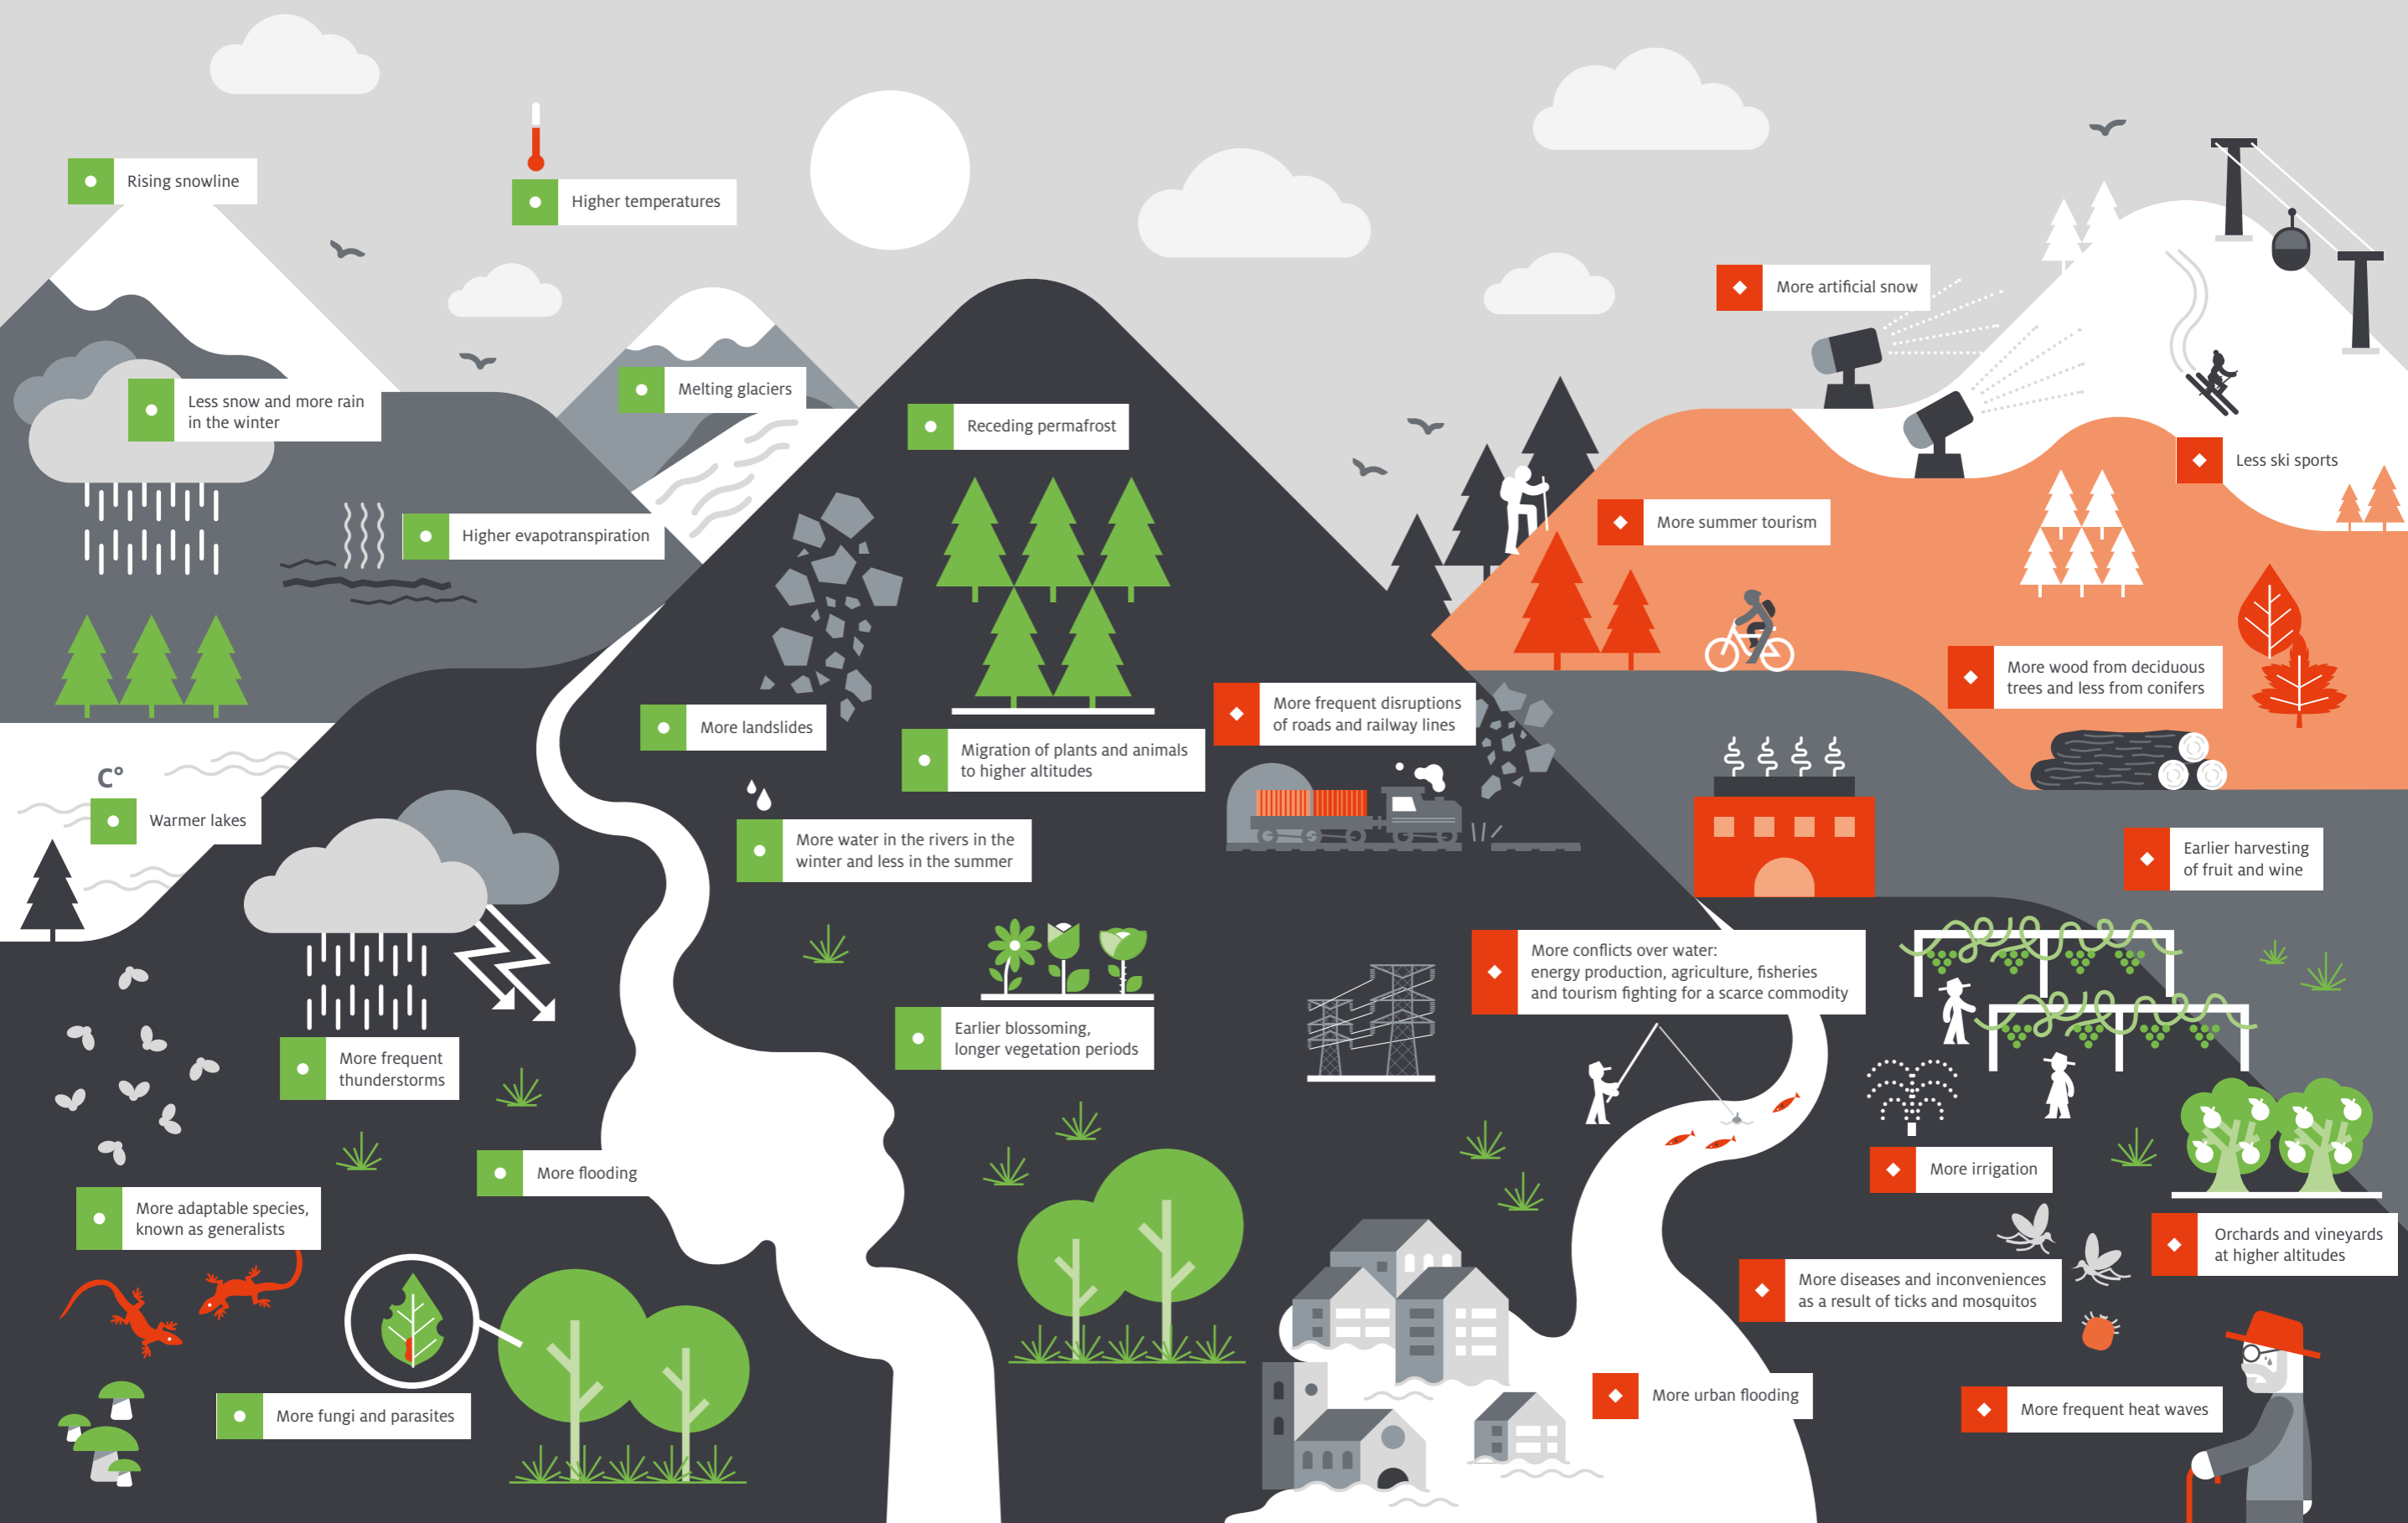 Rising snowline
Higher temperatures
Less snow and more rain
in the winter
Melting glaciers
Receding permafrost
Higher evapotranspiration
More landslides
Migration of plants and animals
to higher altitudes
C°
Warmer lakes
More water in the rivers in the
winter and less in the summer
More frequent
thunderstorms
Earlier blossoming,
longer vegetation periods
More flooding
More adaptable species,
known as generalists
More fungi and parasites
More artificial snow
Less ski sports
More summer tourism
More wood from deciduous
trees and less from conifers
More frequent disruptions
of roads and railway lines
Earlier harvesting
of fruit and wine
More conflicts over water:
energy production, agriculture, fisheries
and tourism fighting for a scarce commodity
More irrigation
Orchards and vineyards
at higher altitudes
More diseases and inconveniences
as a result of ticks and mosquitos
More urban flooding
More frequent heat waves